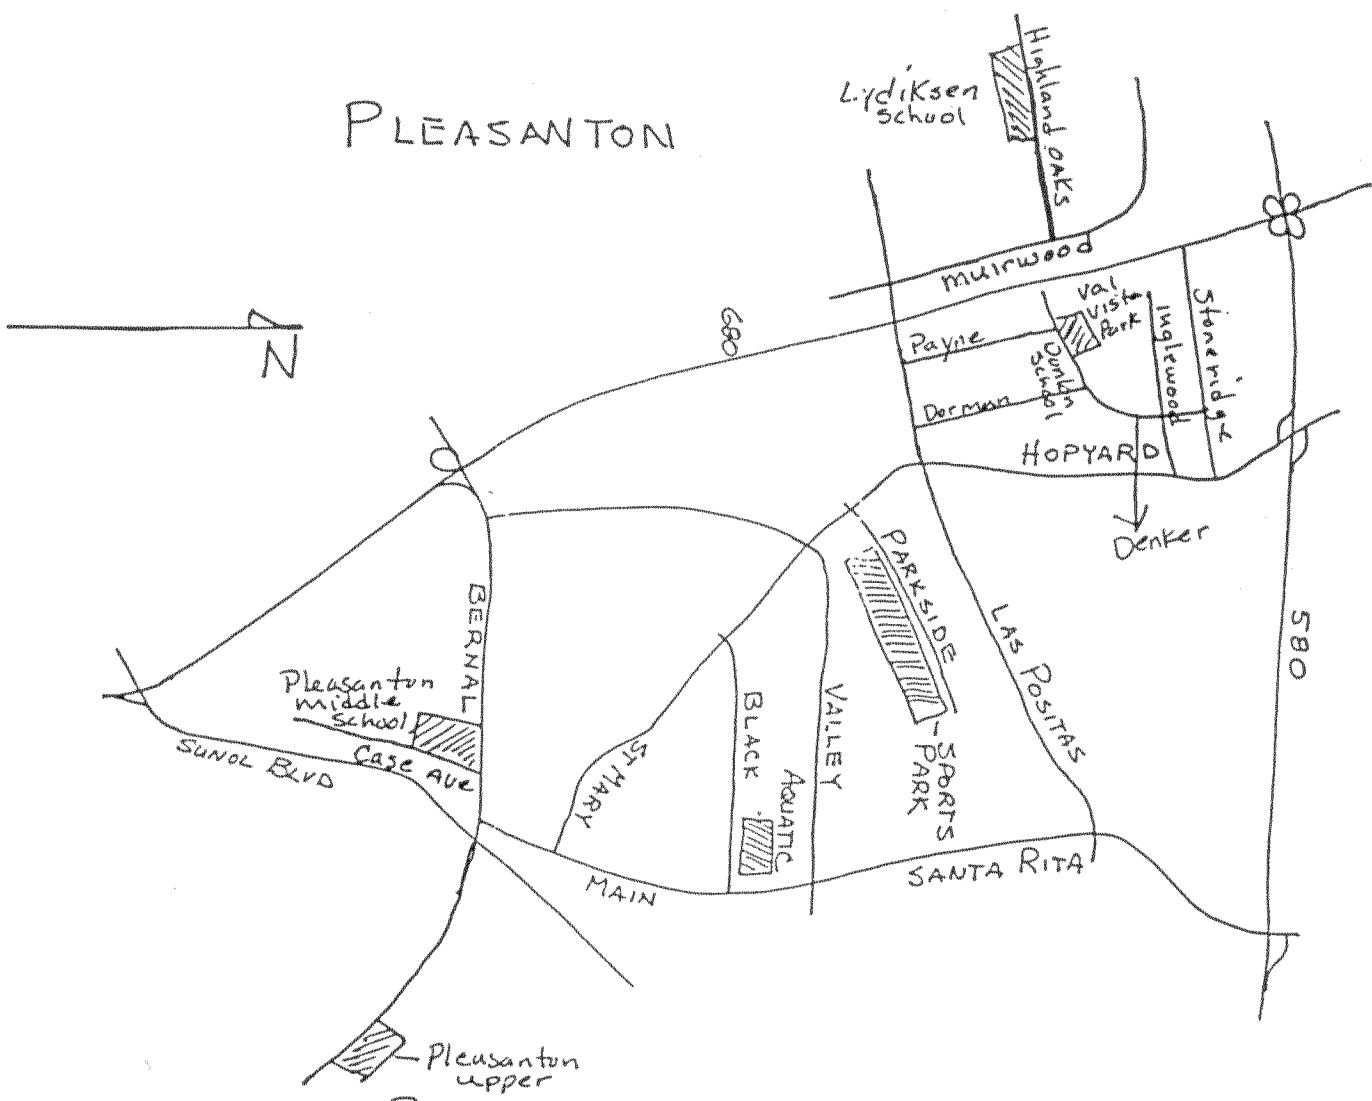 PLEASANTON
Lydiksen
school
Highland OAKS
muirwood
N
680
Payne
Val
Vista
Park
Inglewood
Stoneridge
School
Dorman
HOPYARD
Denker
PARKSIDE
LAS POSITAS
580
BERNAL
Pleasanton
middle
school
Case Ave
SUNOL BLVD
ST MARY
BLACK
AQUATIC
VALLEY
SPORTS
PARK
MAIN
SANTA RITA
Pleasanton
upper